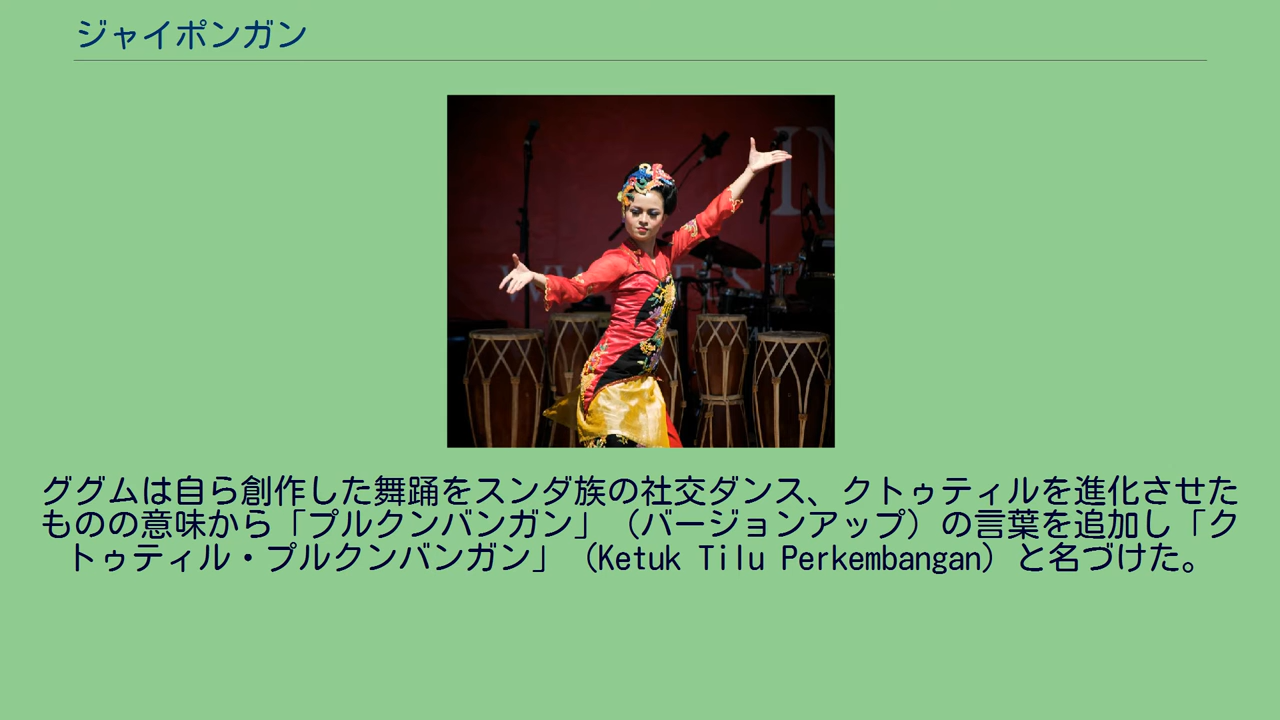 ジャイポンガン
ググムは自ら創作した舞踊をスンダ族の社交ダンス、クトゥティルを進化させた
ものの意味から「プルクンバンガン」（バージョンアップ）の言葉を追加し「ク
トゥティル・プルクンバンガン」（Ketuk Tilu Perkembangan）と名づけた。